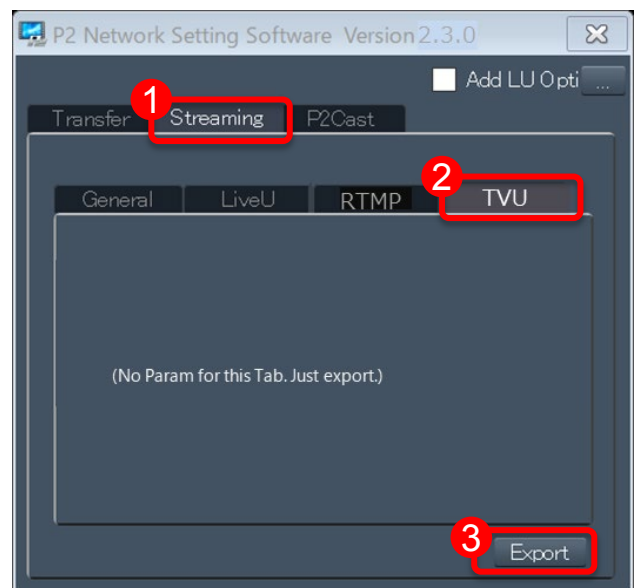 P2 Network Setting Software Version 2.3.0
Add LU Opti ...
1
Transfer Streaming P2Cast
2
General LiveU RTMP TVU
(No Param for this Tab. Just export.)
3
Export